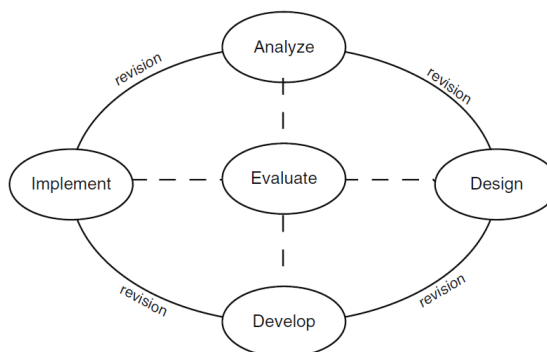 Analyze
revision
revision
Implement
Evaluate
Design
revision
revision
Develop